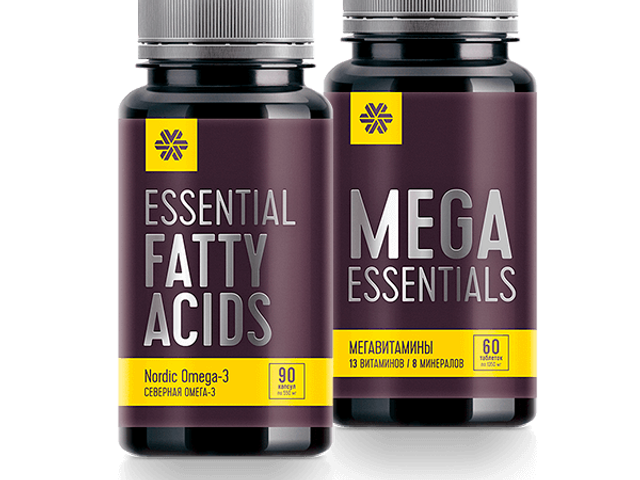 ESSENTIAL
FATTY
ACIDS
Nordic Omega-3
СЕВЕРНАЯ ОМЕГА-3
90
капсул
MEGA
ESSENTIALS
МЕГАВИТАМИНЫ
13 ВИТАМИНОВ / 8 МИНЕРАЛОВ
60
таблеток